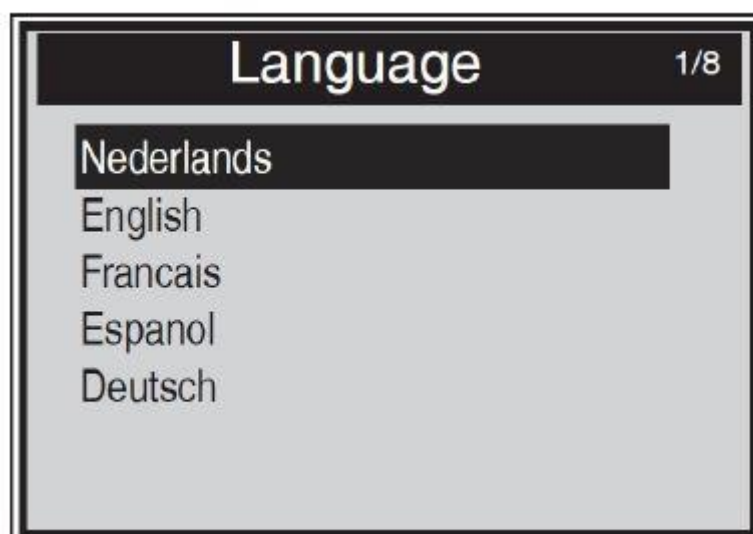 Language 1/8
Nederlands
English
Francais
Espanol
Deutsch